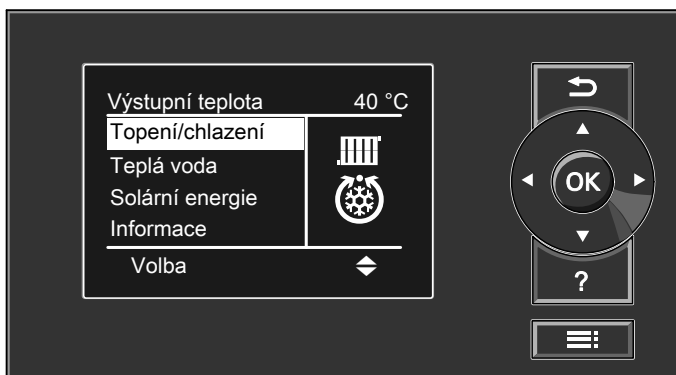 Výstupní teplota 40 °C
Topení/chlazení
Teplá voda
Solární energie
Informace
Volba
OK
?